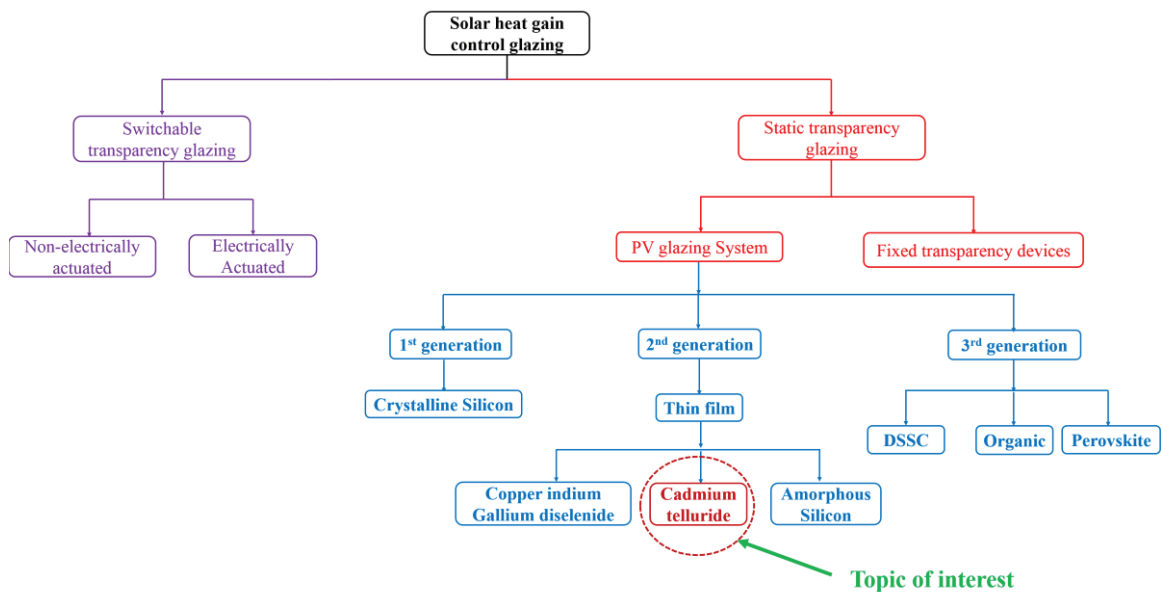 Solar heat gain
control glazing
Switchable
transparency glazing
Static transparency
glazing
Non-electrically
actuated
Electrically
Actuated
PV glazing System
Fixed transparency devices
1st generation
2nd generation
3rd generation
Crystalline Silicon
Thin film
DSSC
Organic
Perovskite
Copper indium
Gallium diselenide
Cadmium
telluride
Amorphous
Silicon
Topic of interest